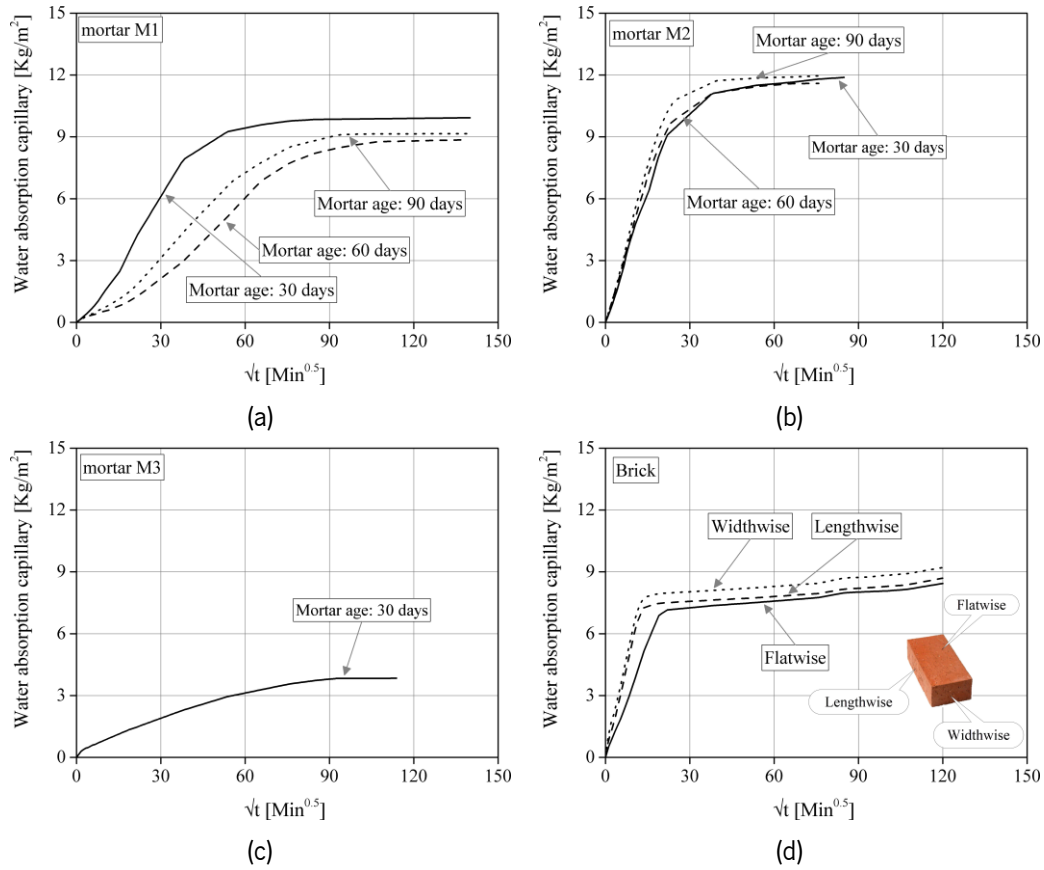 mortar M1
Water absorption capillary [Kg/m²]
15
12
9
6
3
0
Mortar age: 90 days
Mortar age: 60 days
Mortar age: 30 days
0 30 60 90 120 150
√t [Min^0.5]
(a)
mortar M2
Water absorption capillary [Kg/m²]
15
12
9
6
3
0
Mortar age: 90 days
Mortar age: 30 days
Mortar age: 60 days
0 30 60 90 120 150
√t [Min^0.5]
(b)
mortar M3
Water absorption capillary [Kg/m²]
15
12
9
6
3
0
Mortar age: 30 days
0 30 60 90 120 150
√t [Min^0.5]
(c)
Brick
Water absorption capillary [Kg/m²]
15
12
9
6
3
0
Widthwise
Lengthwise
Flatwise
Flatwise
Lengthwise
Widthwise
0 30 60 90 120 150
√t [Min^0.5]
(d)